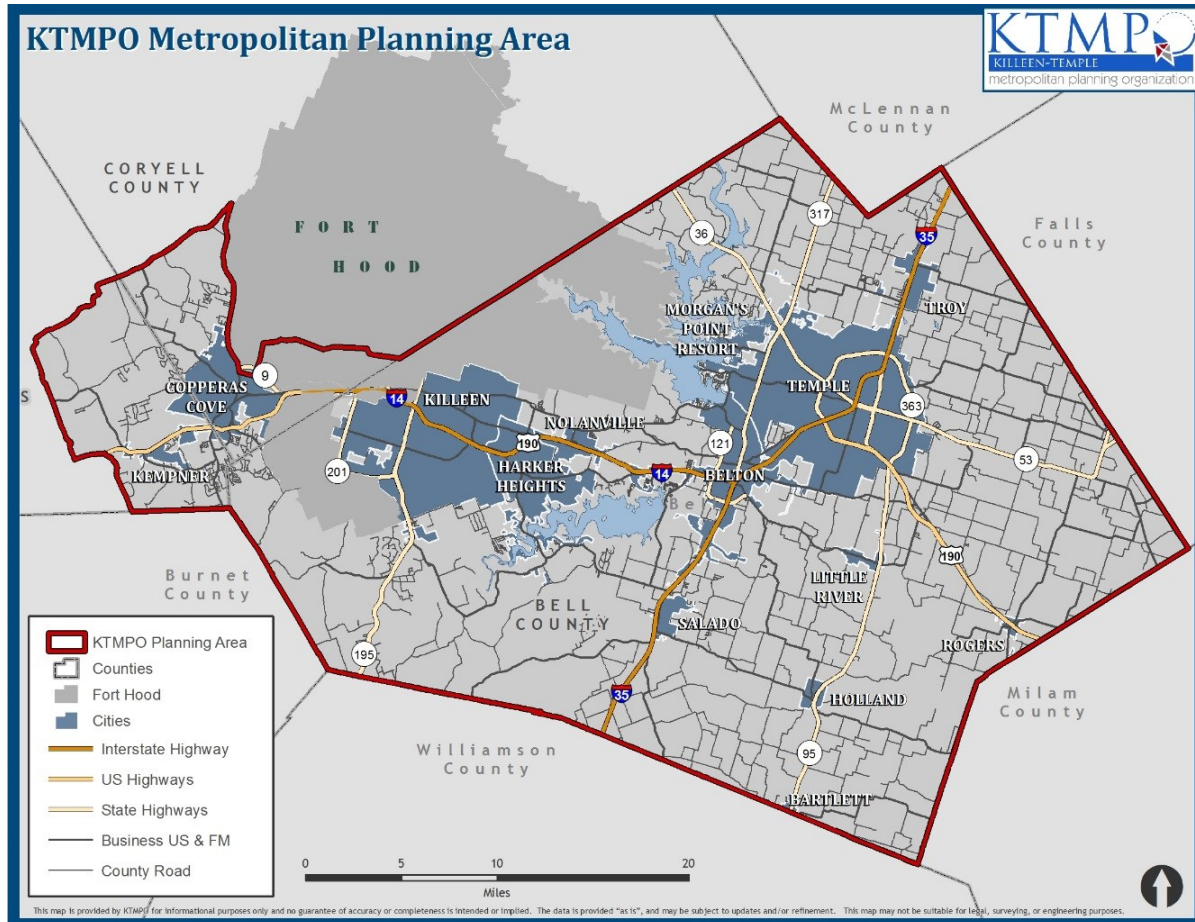 KTMPO Metropolitan Planning Area
KTMPO
KILLEEN-TEMPLE
metropolitan planning organization
McLennan
County
CORYELL
COUNTY
317
36
35
Falls
County
FORT
HOOD
TROY
MORGAN'S
POINT
RESORT
9
COPPERAS
COVE
14
KILLEEN
TEMPLE
363
NOLANVILLE
190
121
53
S
201
HARKER
HEIGHTS
14
BELTON
KEMPNER
Bel
190
Burnet
County
LITTLE
RIVER
BELL
COUNTY
SALADO
ROGERS
195
35
HOLLAND
Milam
County
Williamson
County
95
BARTLETT
KTMPO Planning Area
Counties
Fort Hood
Cities
Interstate Highway
US Highways
State Highways
Business US & FM
County Road
0 5 10 20
Miles
This map is provided by KTMPO for informational purposes only and no guarantee of accuracy or completeness is intended or implied. The data is provided "as is", and may be subject to updates and/or refinement. This map may not be suitable for legal, surveying, or engineering purposes.